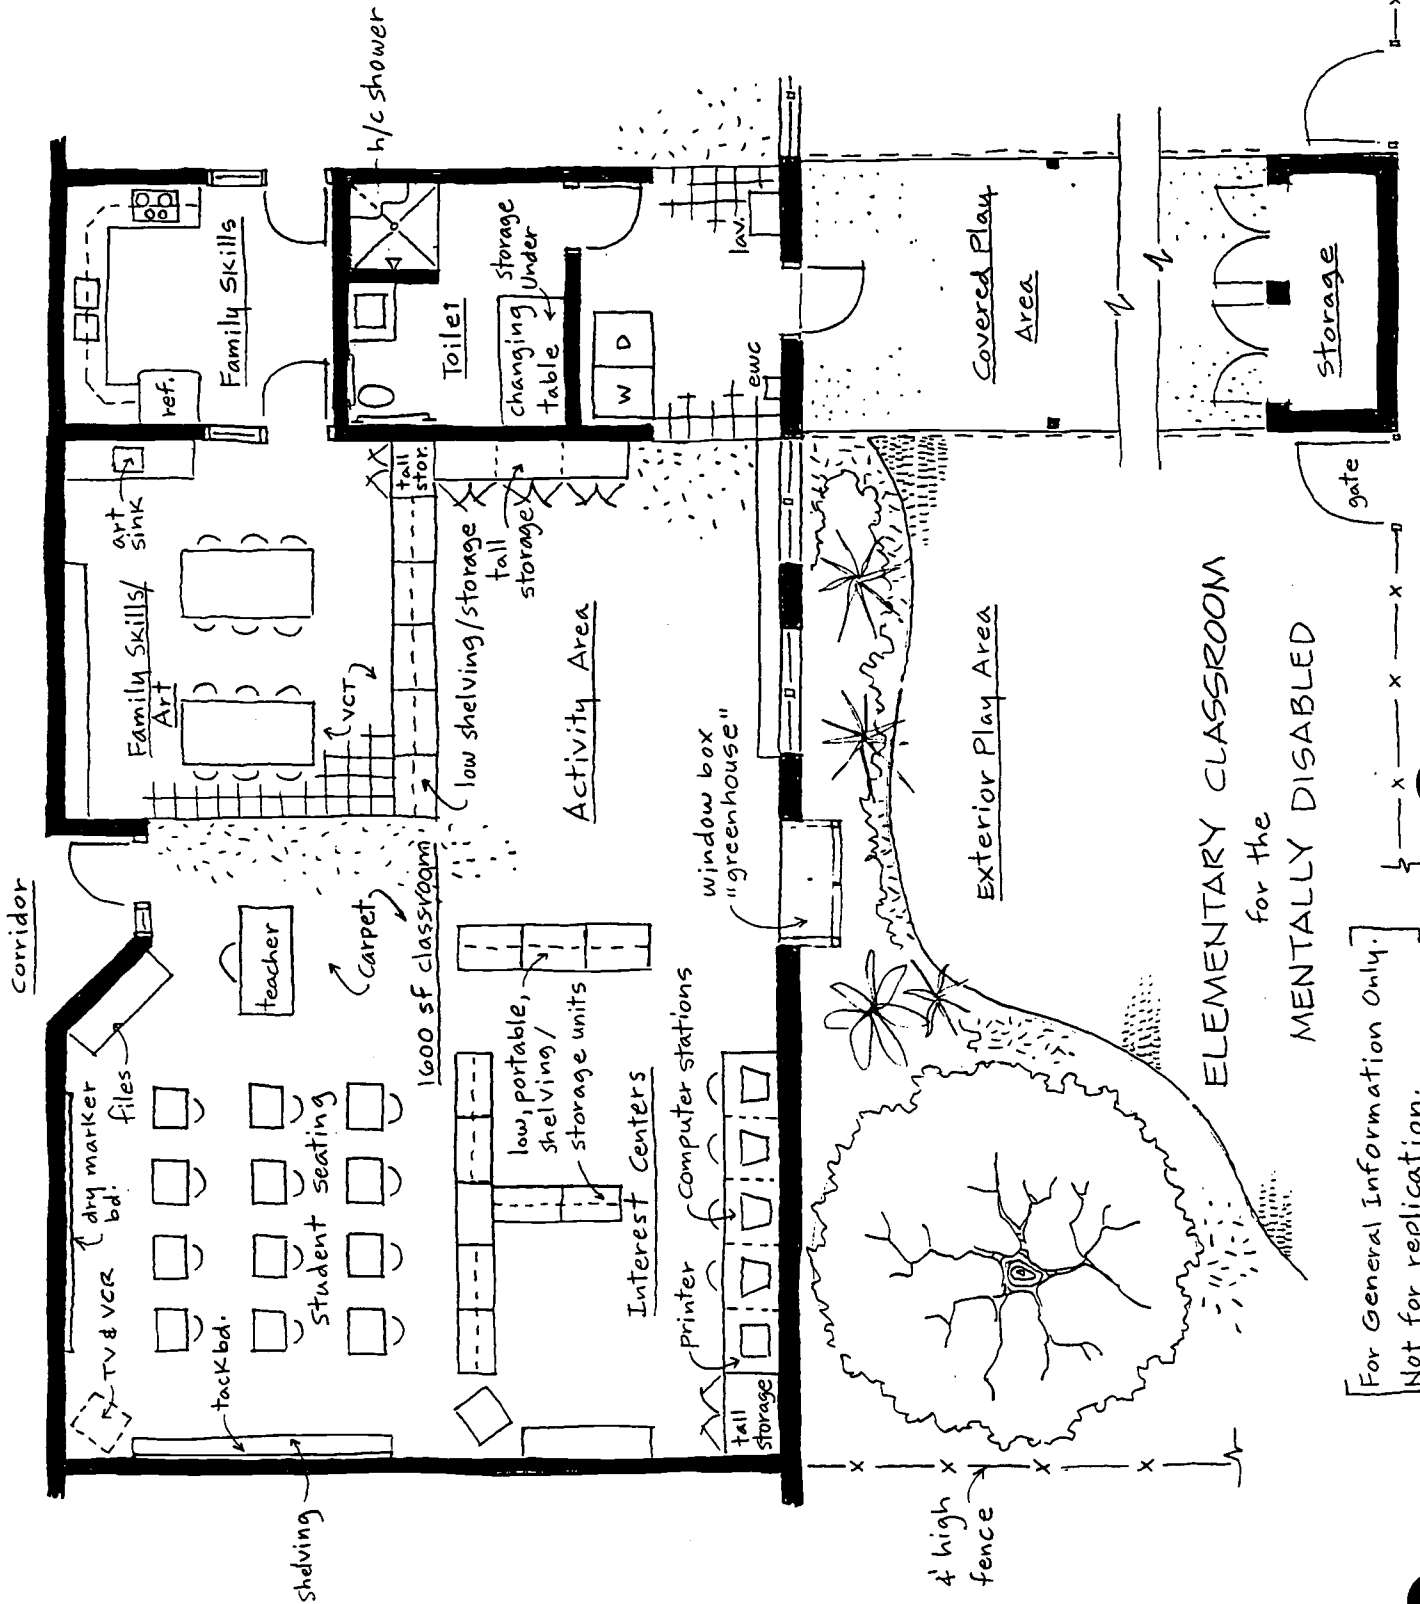 Corridor
TV & VCR
dry marker
bd.
files
teacher
Family Skills/
Art
art
sink
ref.
Family Skills
h/c shower
shelving
tackbd.
student seating
Carpet
1600 sf classroom
VCT
tall
stor.
low shelving/storage
tall
storage
Toilet
changing
table
storage
Under
low, portable,
shelving/
storage units
Activity Area
W
D
Interest Centers
printer
computer stations
tall
storage
window box
"greenhouse"
ewc
lav.
4' high
fence
Exterior Play Area
Covered Play
Area
ELEMENTARY CLASSROOM
for the
MENTALLY DISABLED
gate
Storage
For General Information Only.
Not for replication.